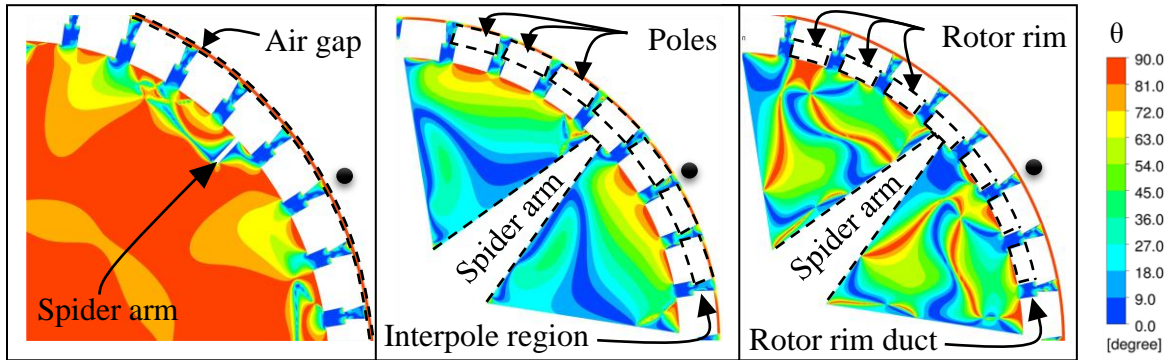 Air gap
Spider arm
Poles
Spider arm
Interpole region
Rotor rim
Spider arm
Rotor rim duct
θ
90.0
81.0
72.0
63.0
54.0
45.0
36.0
27.0
18.0
9.0
0.0
[degree]